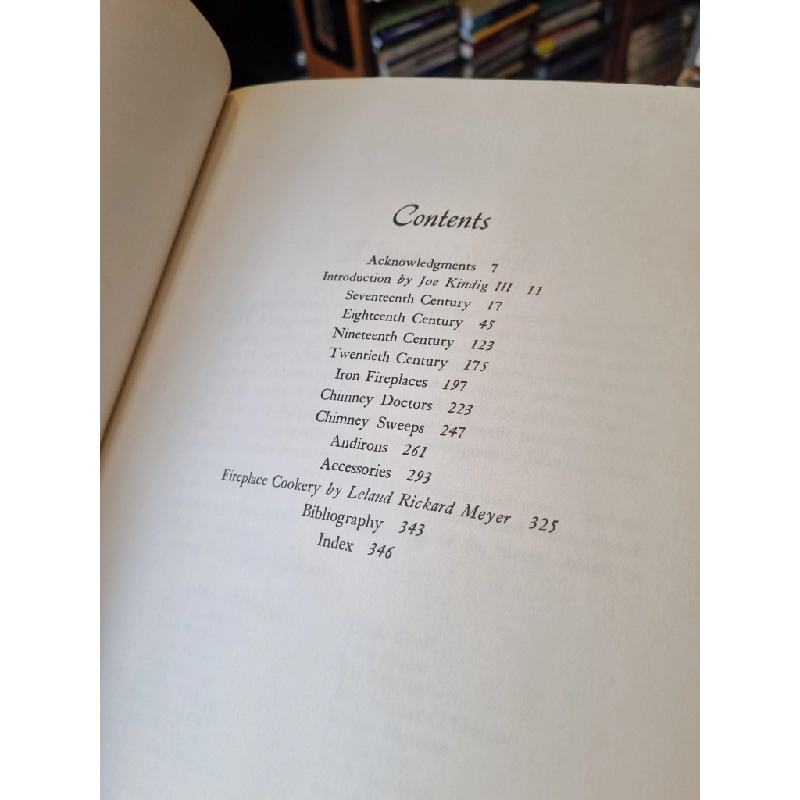 Contents
Acknowledgments 7
Introduction by Joe Kindig III 11
Seventeenth Century 17
Eighteenth Century 45
Nineteenth Century 123
Twentieth Century 175
Iron Fireplaces 197
Chimney Doctors 223
Chimney Sweeps 247
Andirons 261
Accessories 293
Fireplace Cookery by Leland Rickard Meyer 325
Bibliography 343
Index 346